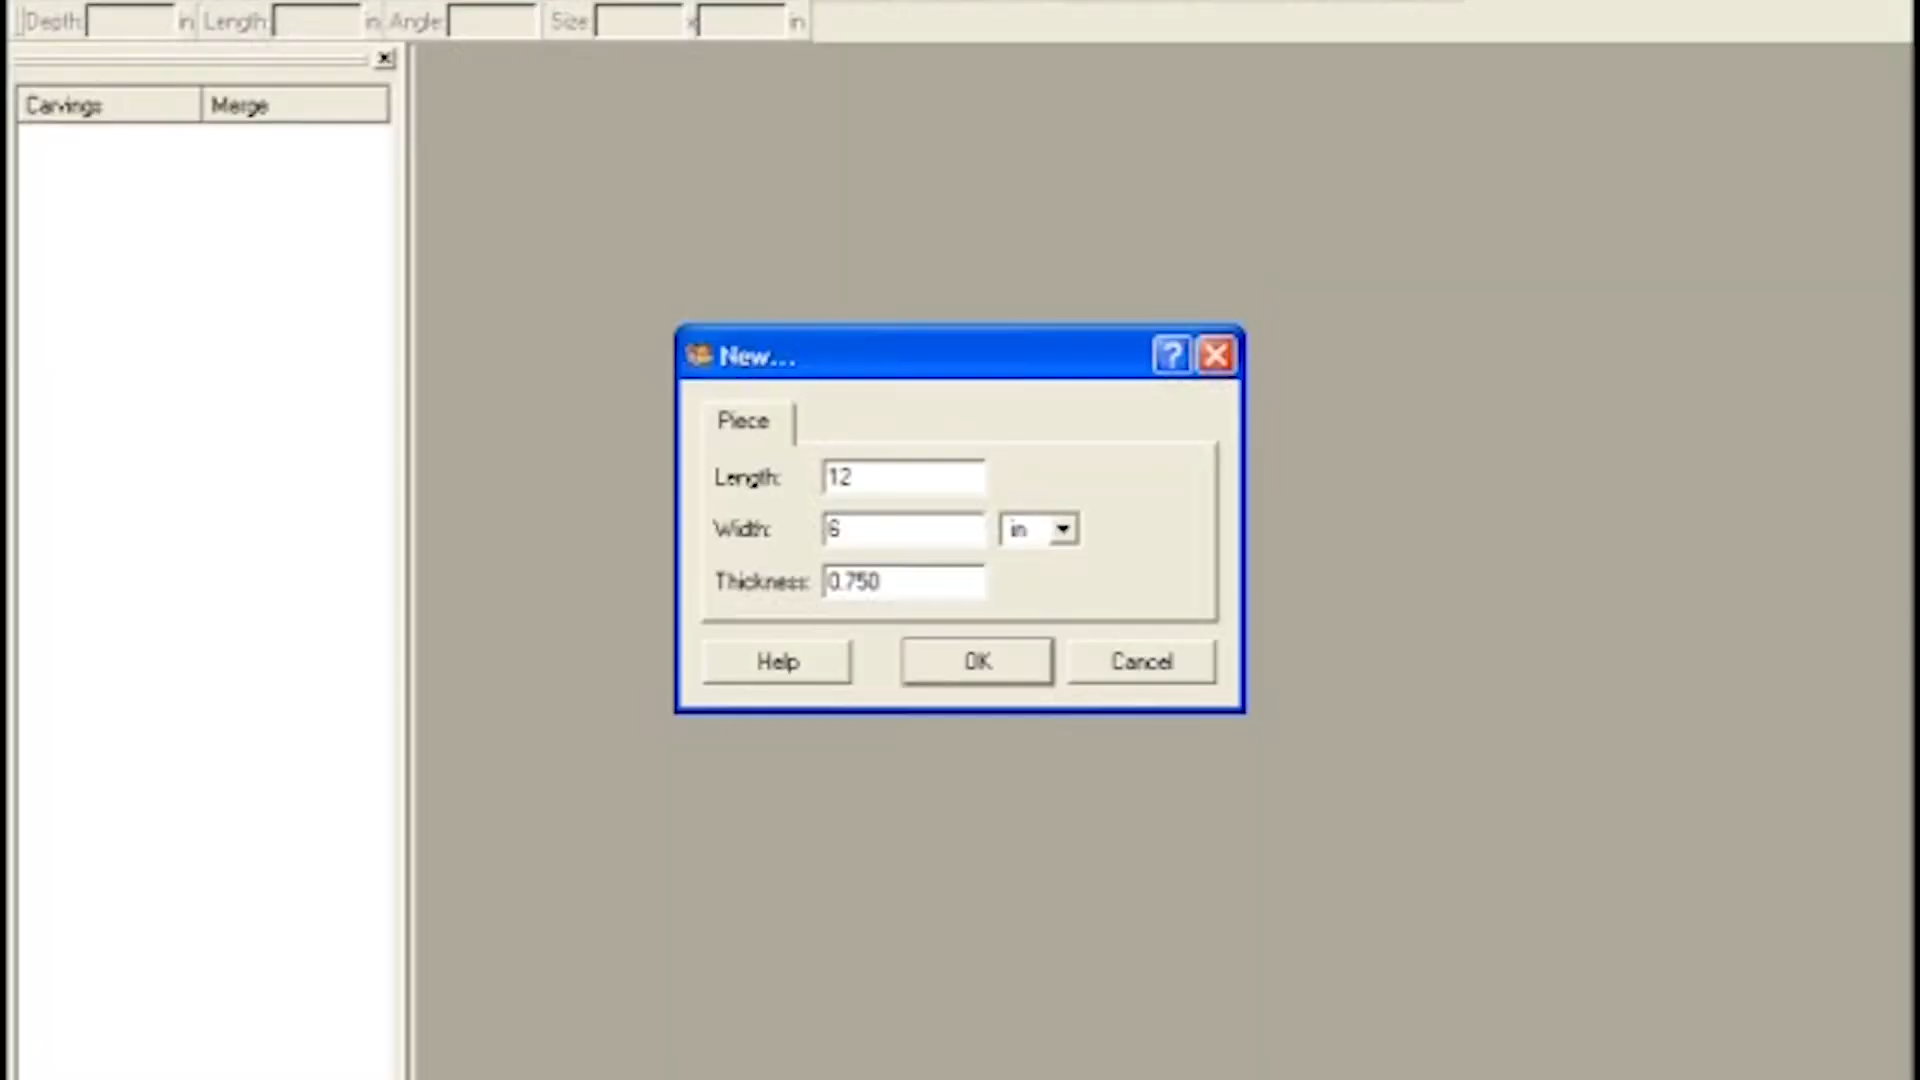 Depth: in Length: in Angle: Size: x in
Carvings Merge
New...
Piece
Length: 12
Width: 6 in
Thickness: 0.750
Help OK Cancel